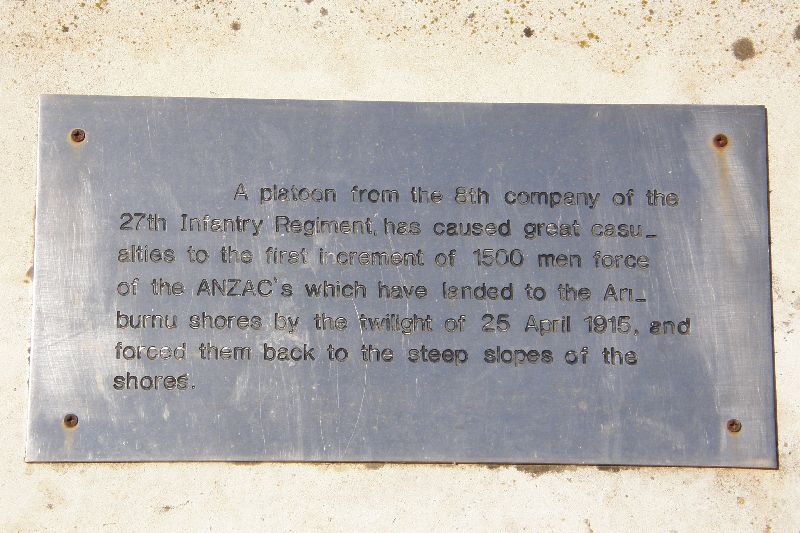 A platoon from the 8th company of the
27th Infantry Regiment, has caused great casu_
alties to the first increment of 1500 men force
of the ANZAC's which have landed to the Arı_
burnu shores by the twilight of 25 April 1915, and
forced them back to the steep slopes of the
shores.